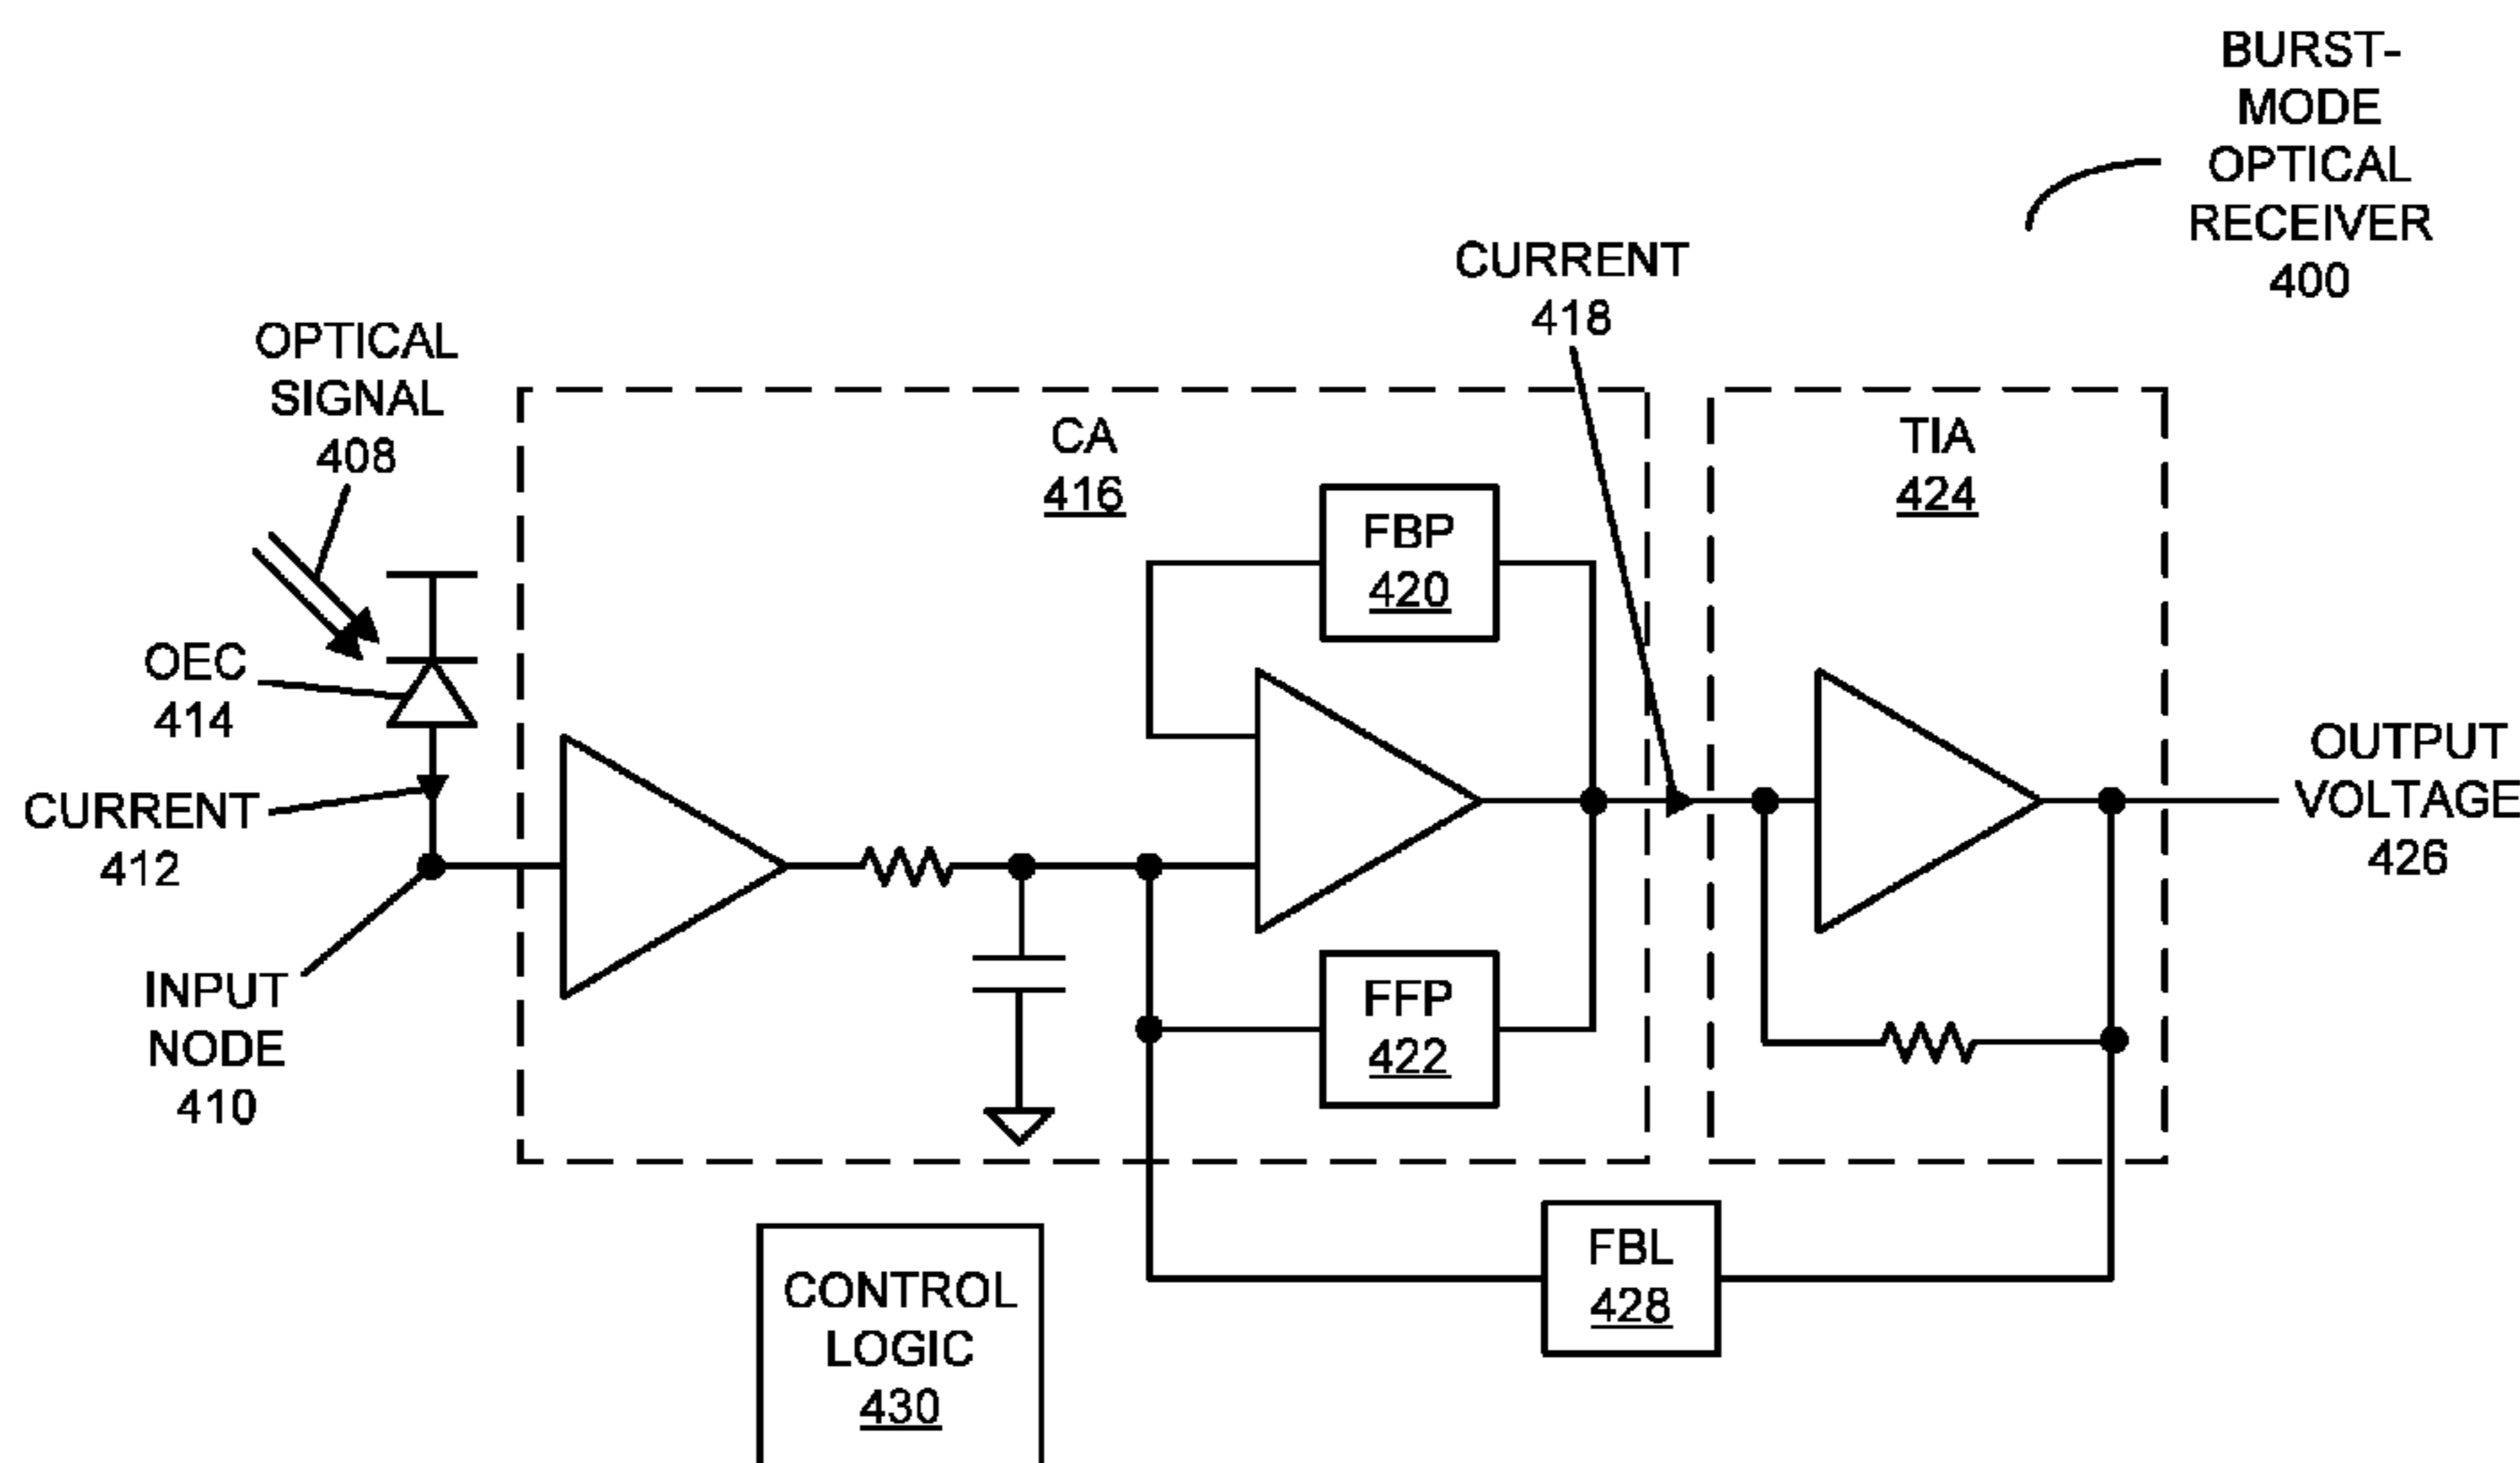 BURST-
MODE
OPTICAL
RECEIVER
400
CURRENT
418
OPTICAL
SIGNAL
408
CA
416
TIA
424
FBP
420
OEC
414
CURRENT
412
OUTPUT
VOLTAGE
426
INPUT
NODE
410
FFP
422
FBL
428
CONTROL
LOGIC
430